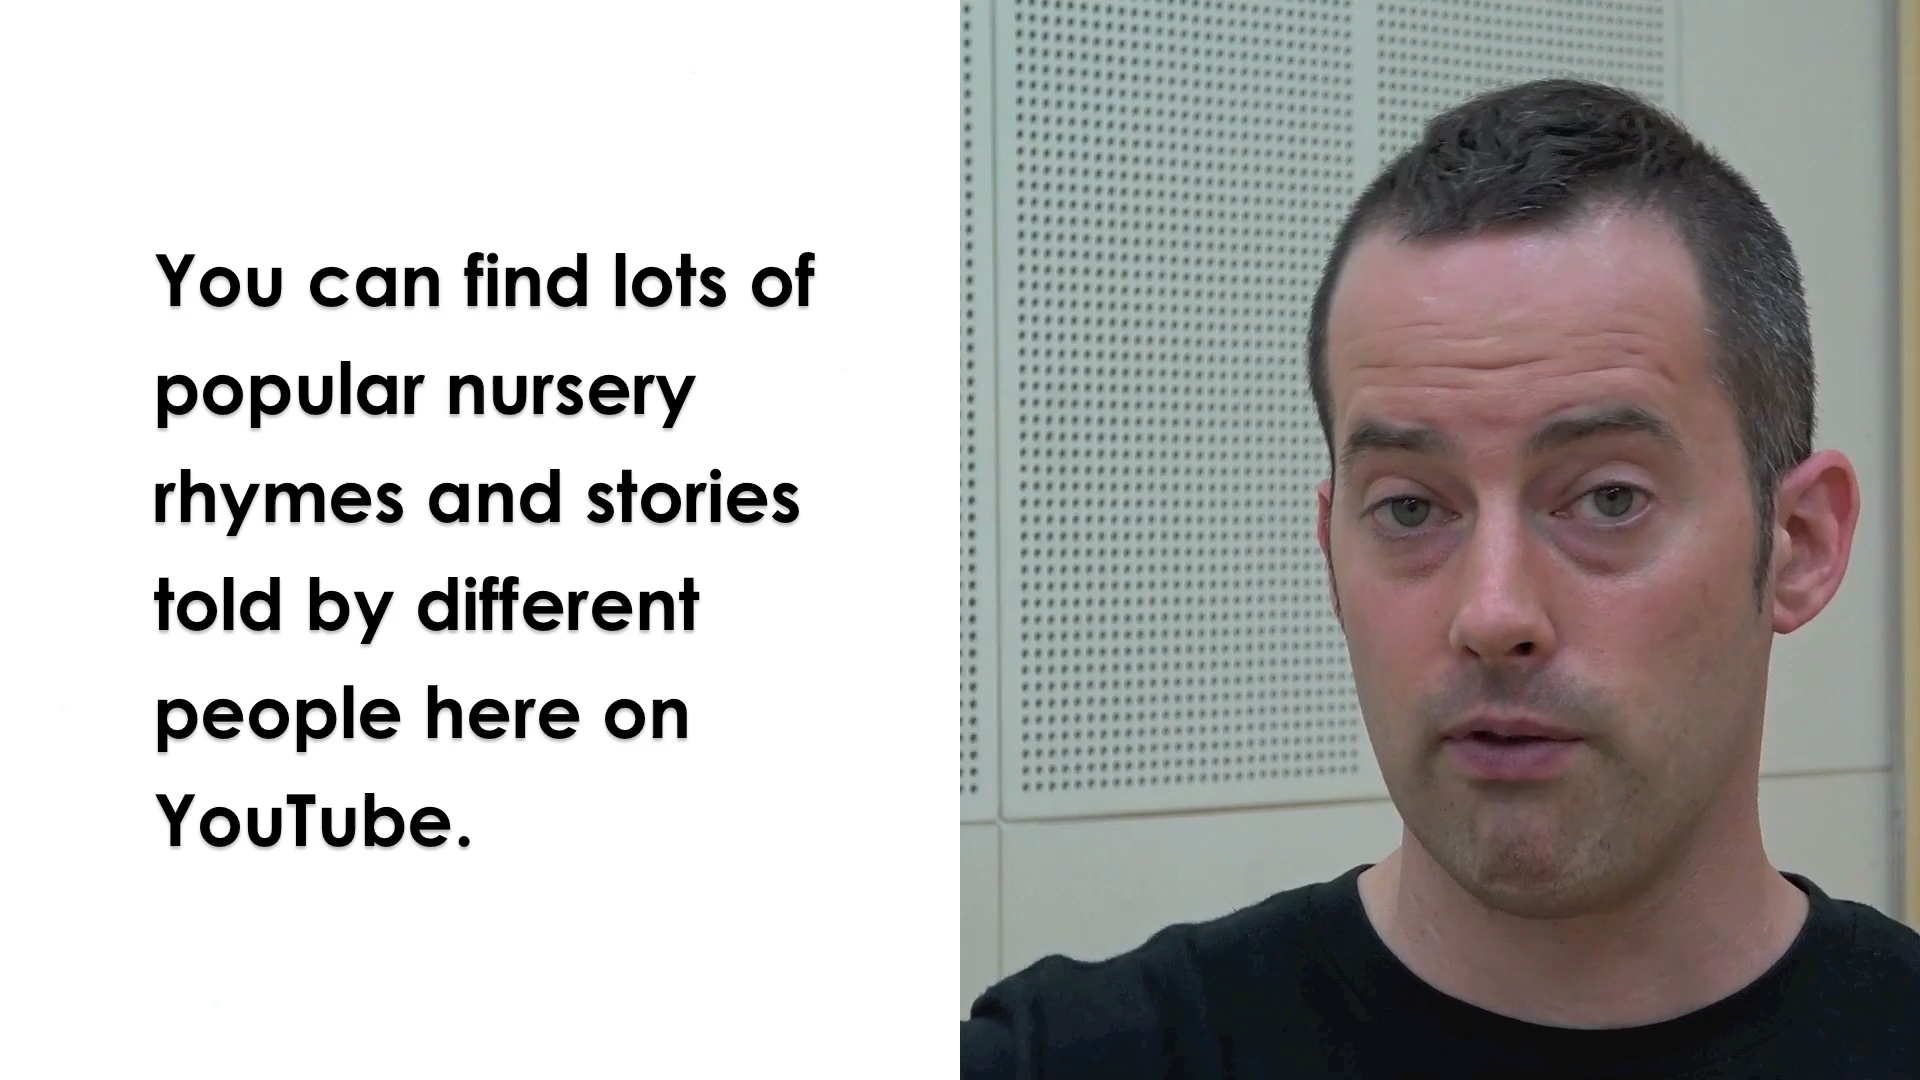 You can find lots of
popular nursery
rhymes and stories
told by different
people here on
YouTube.